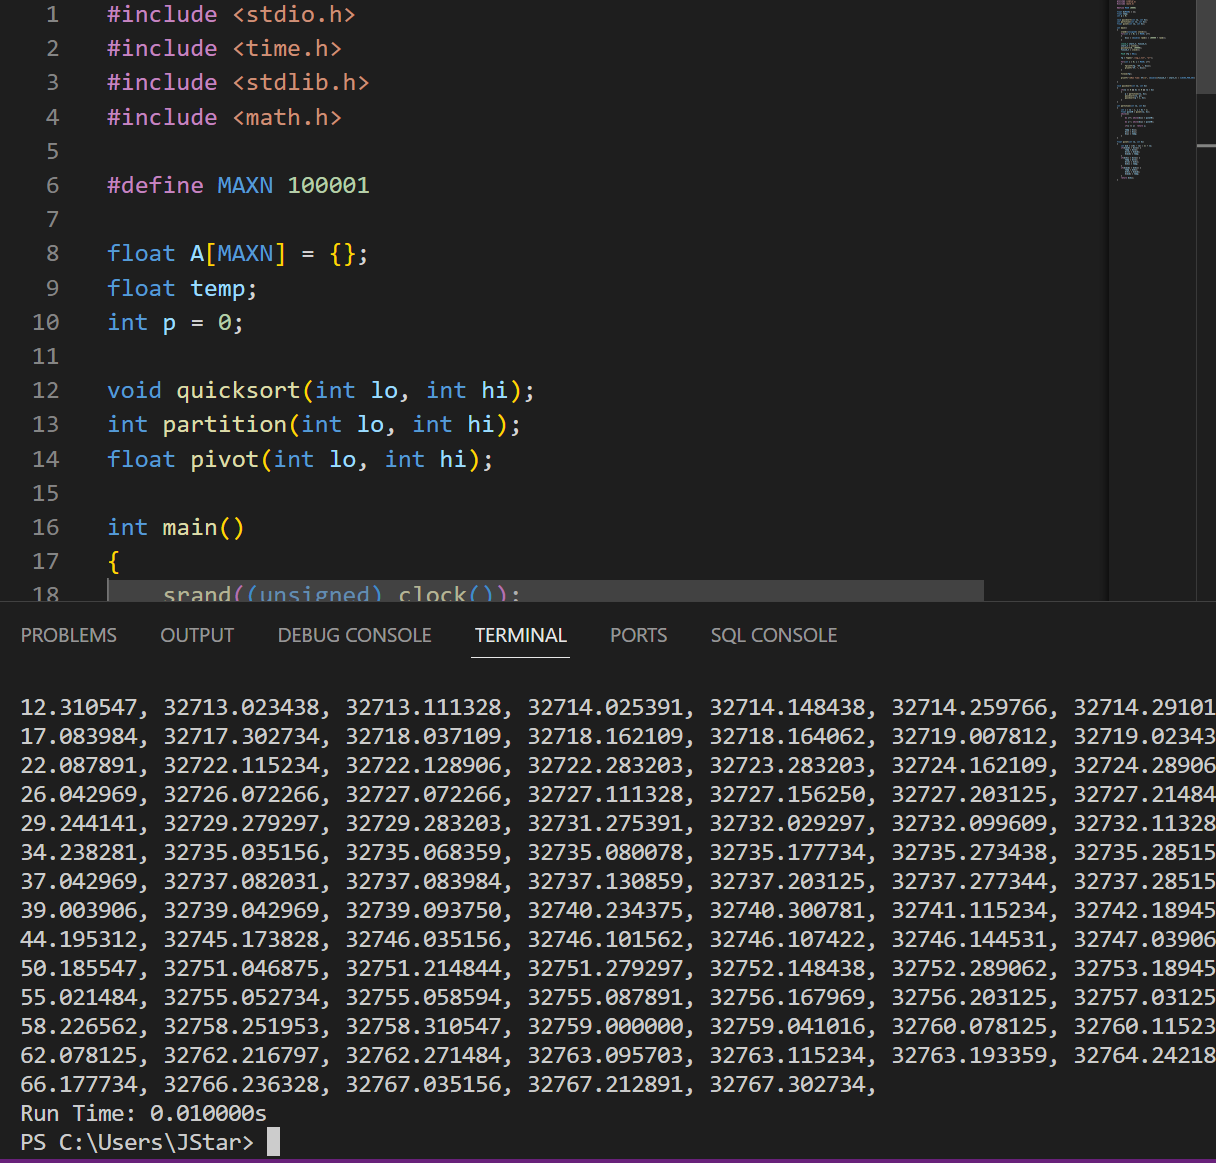 1 #include <stdio.h>
2 #include <time.h>
3 #include <stdlib.h>
4 #include <math.h>
5
6 #define MAXN 100001
7
8 float A[MAXN] = {};
9 float temp;
10 int p = 0;
11
12 void quicksort(int lo, int hi);
13 int partition(int lo, int hi);
14 float pivot(int lo, int hi);
15
16 int main()
17 {
18 srand((unsigned) clock());
PROBLEMS OUTPUT DEBUG CONSOLE TERMINAL PORTS SQL CONSOLE
12.310547, 32713.023438, 32713.111328, 32714.025391, 32714.148438, 32714.259766, 32714.29101
17.083984, 32717.302734, 32718.037109, 32718.162109, 32718.164062, 32719.007812, 32719.02343
22.087891, 32722.115234, 32722.128906, 32722.283203, 32723.283203, 32724.162109, 32724.28906
26.042969, 32726.072266, 32727.072266, 32727.111328, 32727.156250, 32727.203125, 32727.21484
29.244141, 32729.279297, 32729.283203, 32731.275391, 32732.029297, 32732.099609, 32732.11328
34.238281, 32735.035156, 32735.068359, 32735.080078, 32735.177734, 32735.273438, 32735.28515
37.042969, 32737.082031, 32737.083984, 32737.130859, 32737.203125, 32737.277344, 32737.28515
39.003906, 32739.042969, 32739.093750, 32740.234375, 32740.300781, 32741.115234, 32742.18945
44.195312, 32745.173828, 32746.035156, 32746.101562, 32746.107422, 32746.144531, 32747.03906
50.185547, 32751.046875, 32751.214844, 32751.279297, 32752.148438, 32752.289062, 32753.18945
55.021484, 32755.052734, 32755.058594, 32755.087891, 32756.167969, 32756.203125, 32757.03125
58.226562, 32758.251953, 32758.310547, 32759.000000, 32759.041016, 32760.078125, 32760.11523
62.078125, 32762.216797, 32762.271484, 32763.095703, 32763.115234, 32763.193359, 32764.24218
66.177734, 32766.236328, 32767.035156, 32767.212891, 32767.302734,
Run Time: 0.010000s
PS C:\Users\JStar>